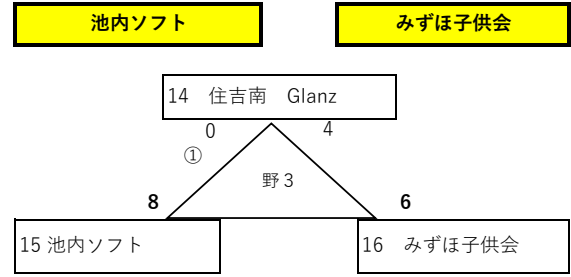 池内ソフト
みずほ子供会
14　住吉南　Glanz
0
4
①
野３
8
6
15 池内ソフト
16　みずほ子供会